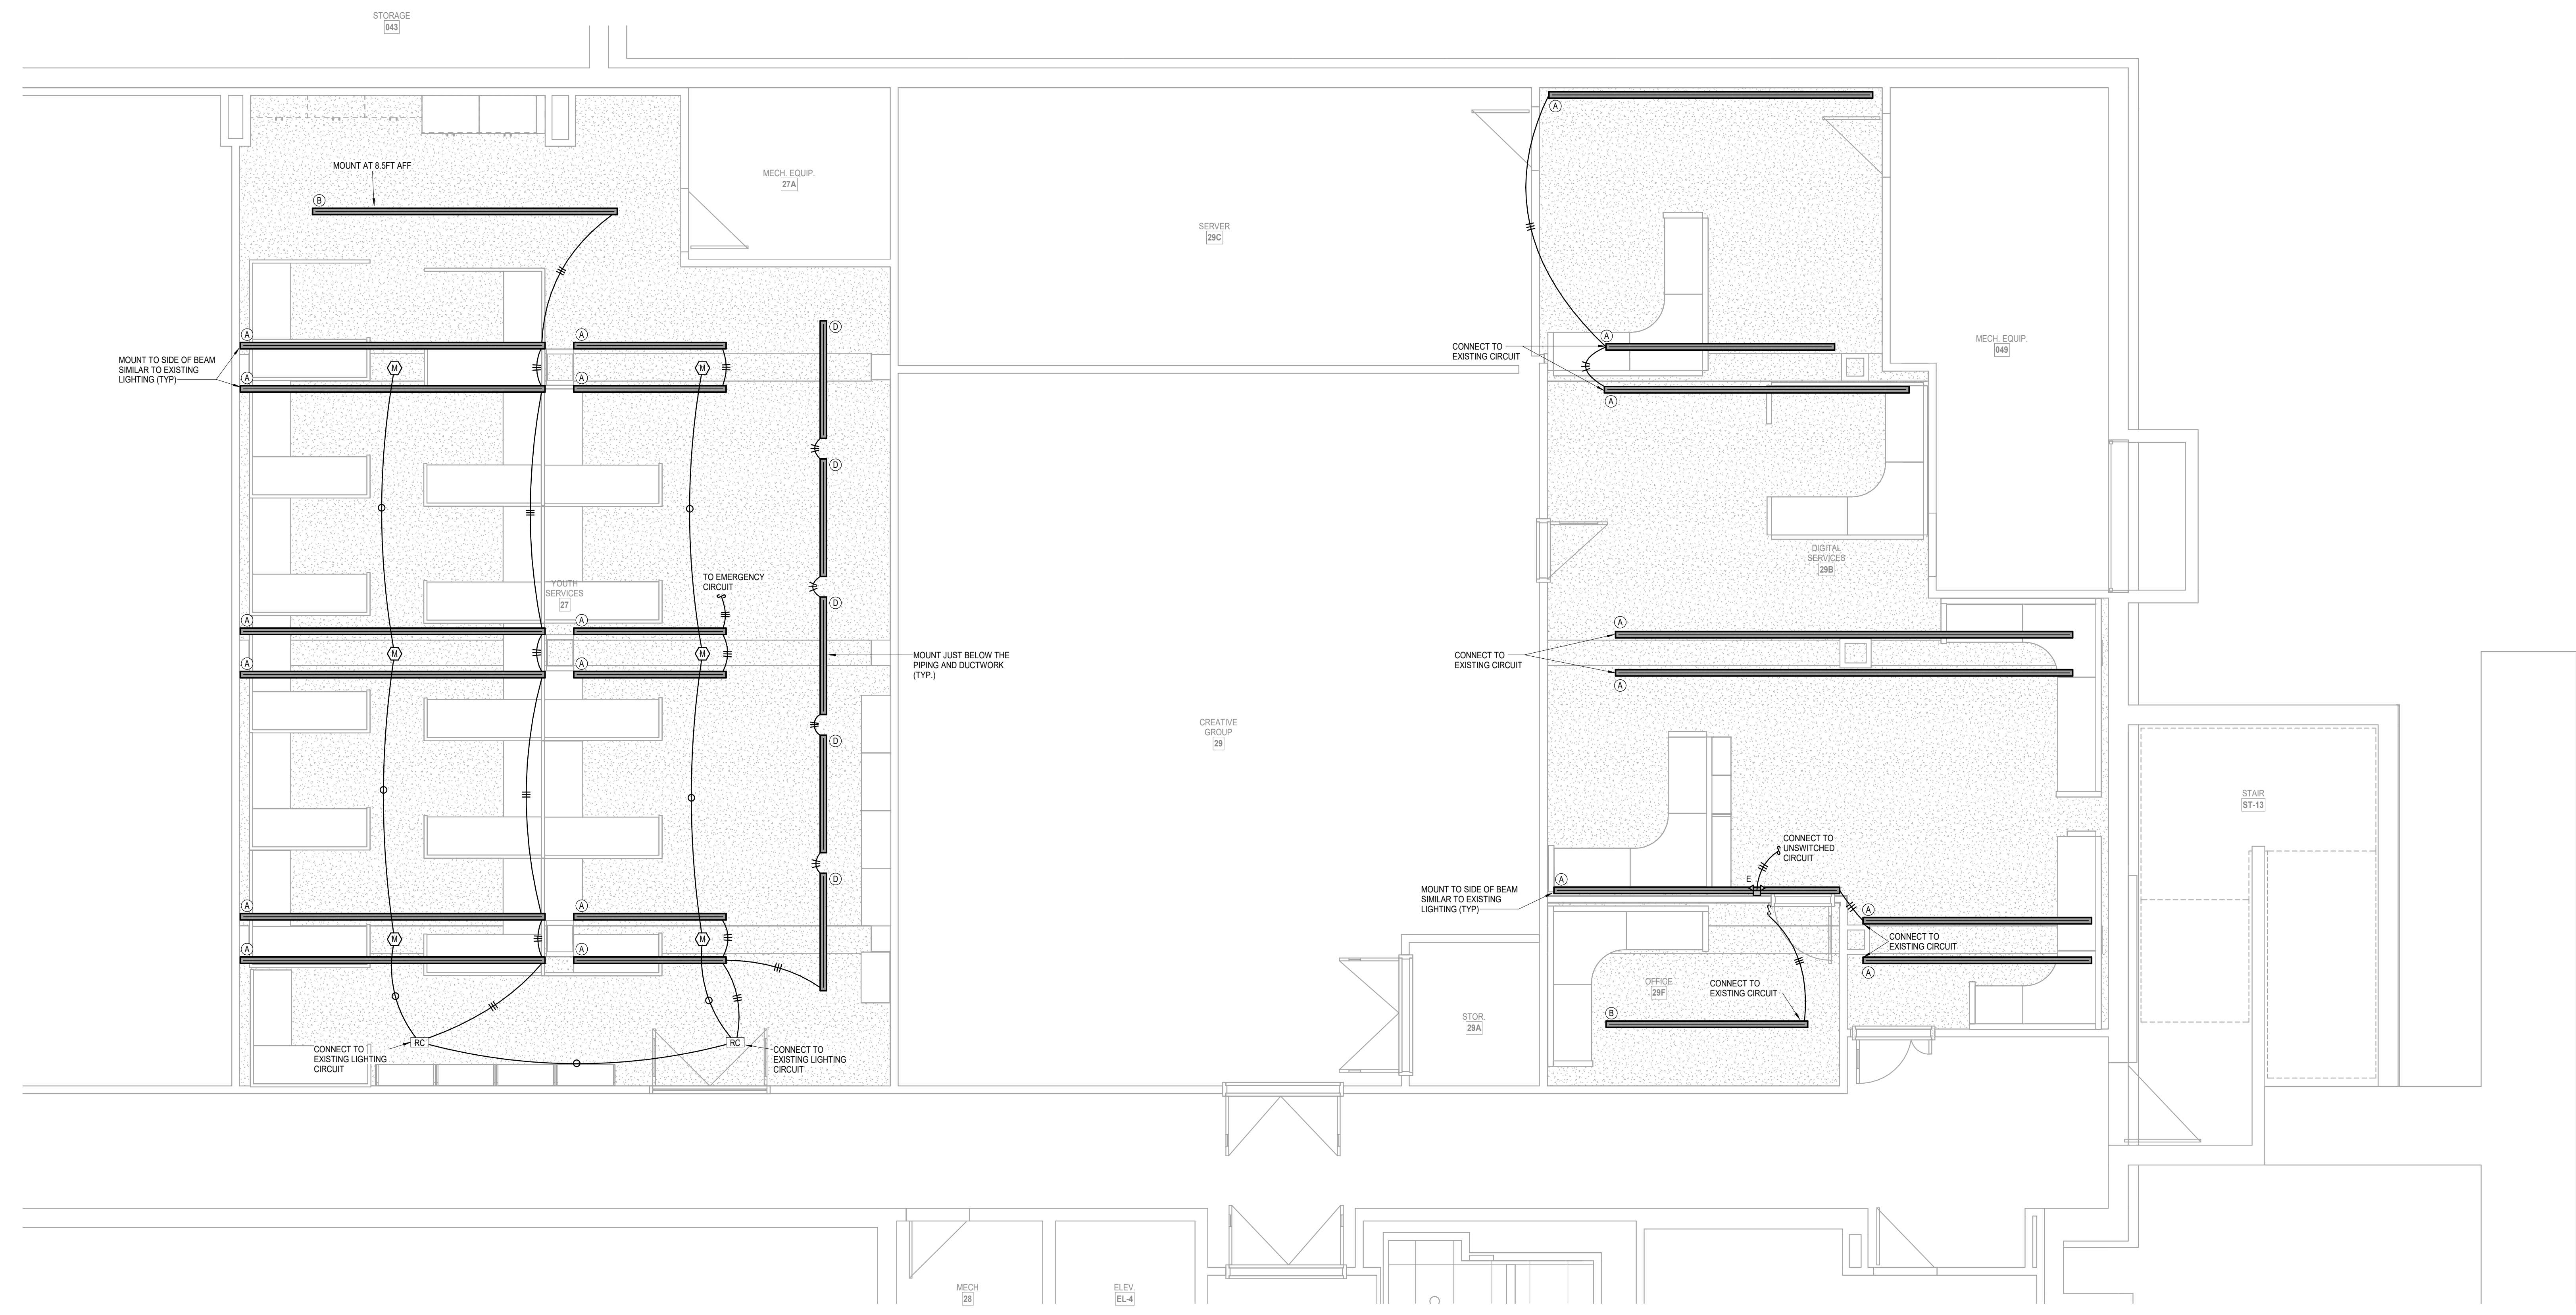 STORAGE
043
MOUNT AT 8.5FT AFF
B
MECH. EQUIP.
27A
SERVER
29C
A
A
A
D
MOUNT TO SIDE OF BEAM
SIMILAR TO EXISTING
LIGHTING (TYP)
M
M
A
A
D
YOUTH
SERVICES
27
TO EMERGENCY
CIRCUIT
D
A
A
M
M
A
A
MOUNT JUST BELOW THE
PIPING AND DUCTWORK
(TYP.)
D
D
A
A
M
M
A
A
RC
RC
CONNECT TO
EXISTING LIGHTING
CIRCUIT
CONNECT TO
EXISTING LIGHTING
CIRCUIT
CREATIVE
GROUP
29
A
CONNECT TO
EXISTING CIRCUIT
A
MECH. EQUIP.
049
DIGITAL
SERVICES
29B
A
CONNECT TO
EXISTING CIRCUIT
A
STAIR
ST-13
CONNECT TO
UNSWITCHED
CIRCUIT
E
A
MOUNT TO SIDE OF BEAM
SIMILAR TO EXISTING
LIGHTING (TYP)
A
CONNECT TO
EXISTING CIRCUIT
A
OFFICE
29F
CONNECT TO
EXISTING CIRCUIT
B
STOR.
29A
MECH
28
ELEV.
EL-4